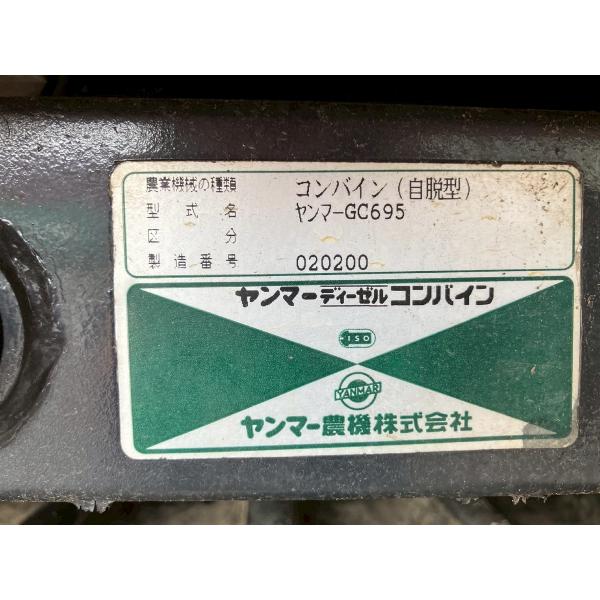 農業機械の種類 コンバイン(自脱型)
型式名 ヤンマーGC695
区分
製造番号 020200
ヤンマーディーゼルコンバイン
ISO
YANMAR
ヤンマー農機株式会社